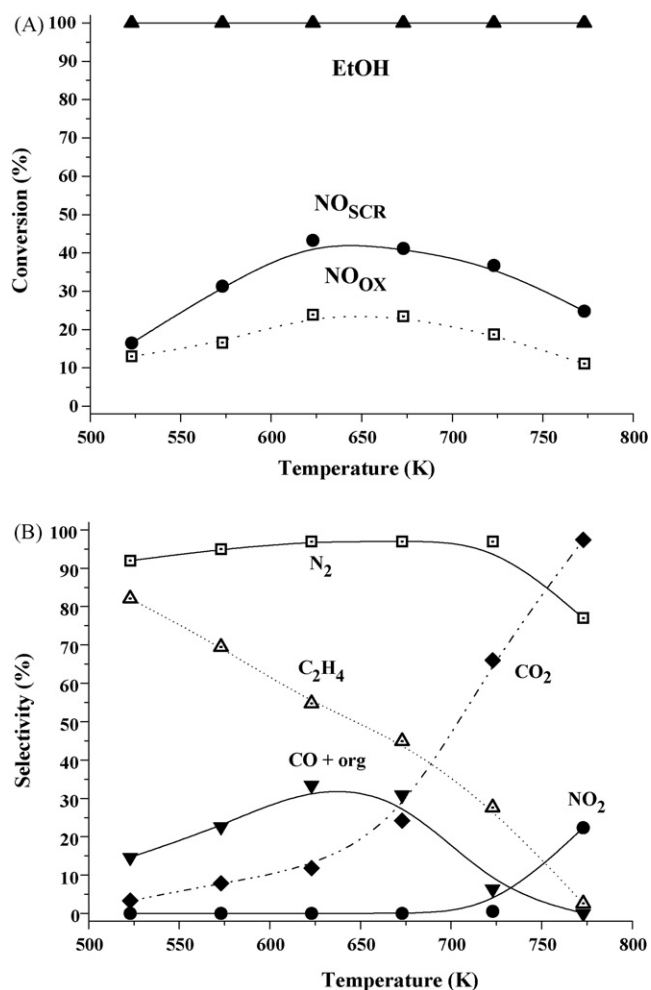 (A)
100
90
80
70
60
50
40
30
20
10
0
Conversion (%)
EtOH
NO_SCR
NO_OX
500 550 600 650 700 750 800
Temperature (K)
(B)
100
90
80
70
60
50
40
30
20
10
0
Selectivity (%)
N₂
C₂H₄
CO₂
CO + org
NO₂
500 550 600 650 700 750 800
Temperature (K)